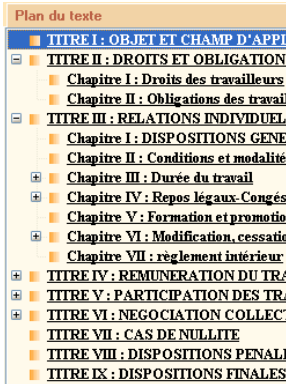 Plan du texte
TITRE I : OBJET ET CHAMP D'APPL
TITRE II : DROITS ET OBLIGATION
Chapitre I : Droits des travailleurs
Chapitre II : Obligations des travail
TITRE III : RELATIONS INDIVIDUEL
Chapitre I : DISPOSITIONS GENE
Chapitre II : Conditions et modalité
Chapitre III : Durée du travail
Chapitre IV : Repos légaux-Congés
Chapitre V : Formation et promotio
Chapitre VI : Modification, cessatio
Chapitre VII : règlement intérieur
TITRE IV : REMUNERATION DU TRA
TITRE V : PARTICIPATION DES TRA
TITRE VI : NEGOCIATION COLLECT
TITRE VII : CAS DE NULLITE
TITRE VIII : DISPOSITIONS PENAL
TITRE IX : DISPOSITIONS FINALES